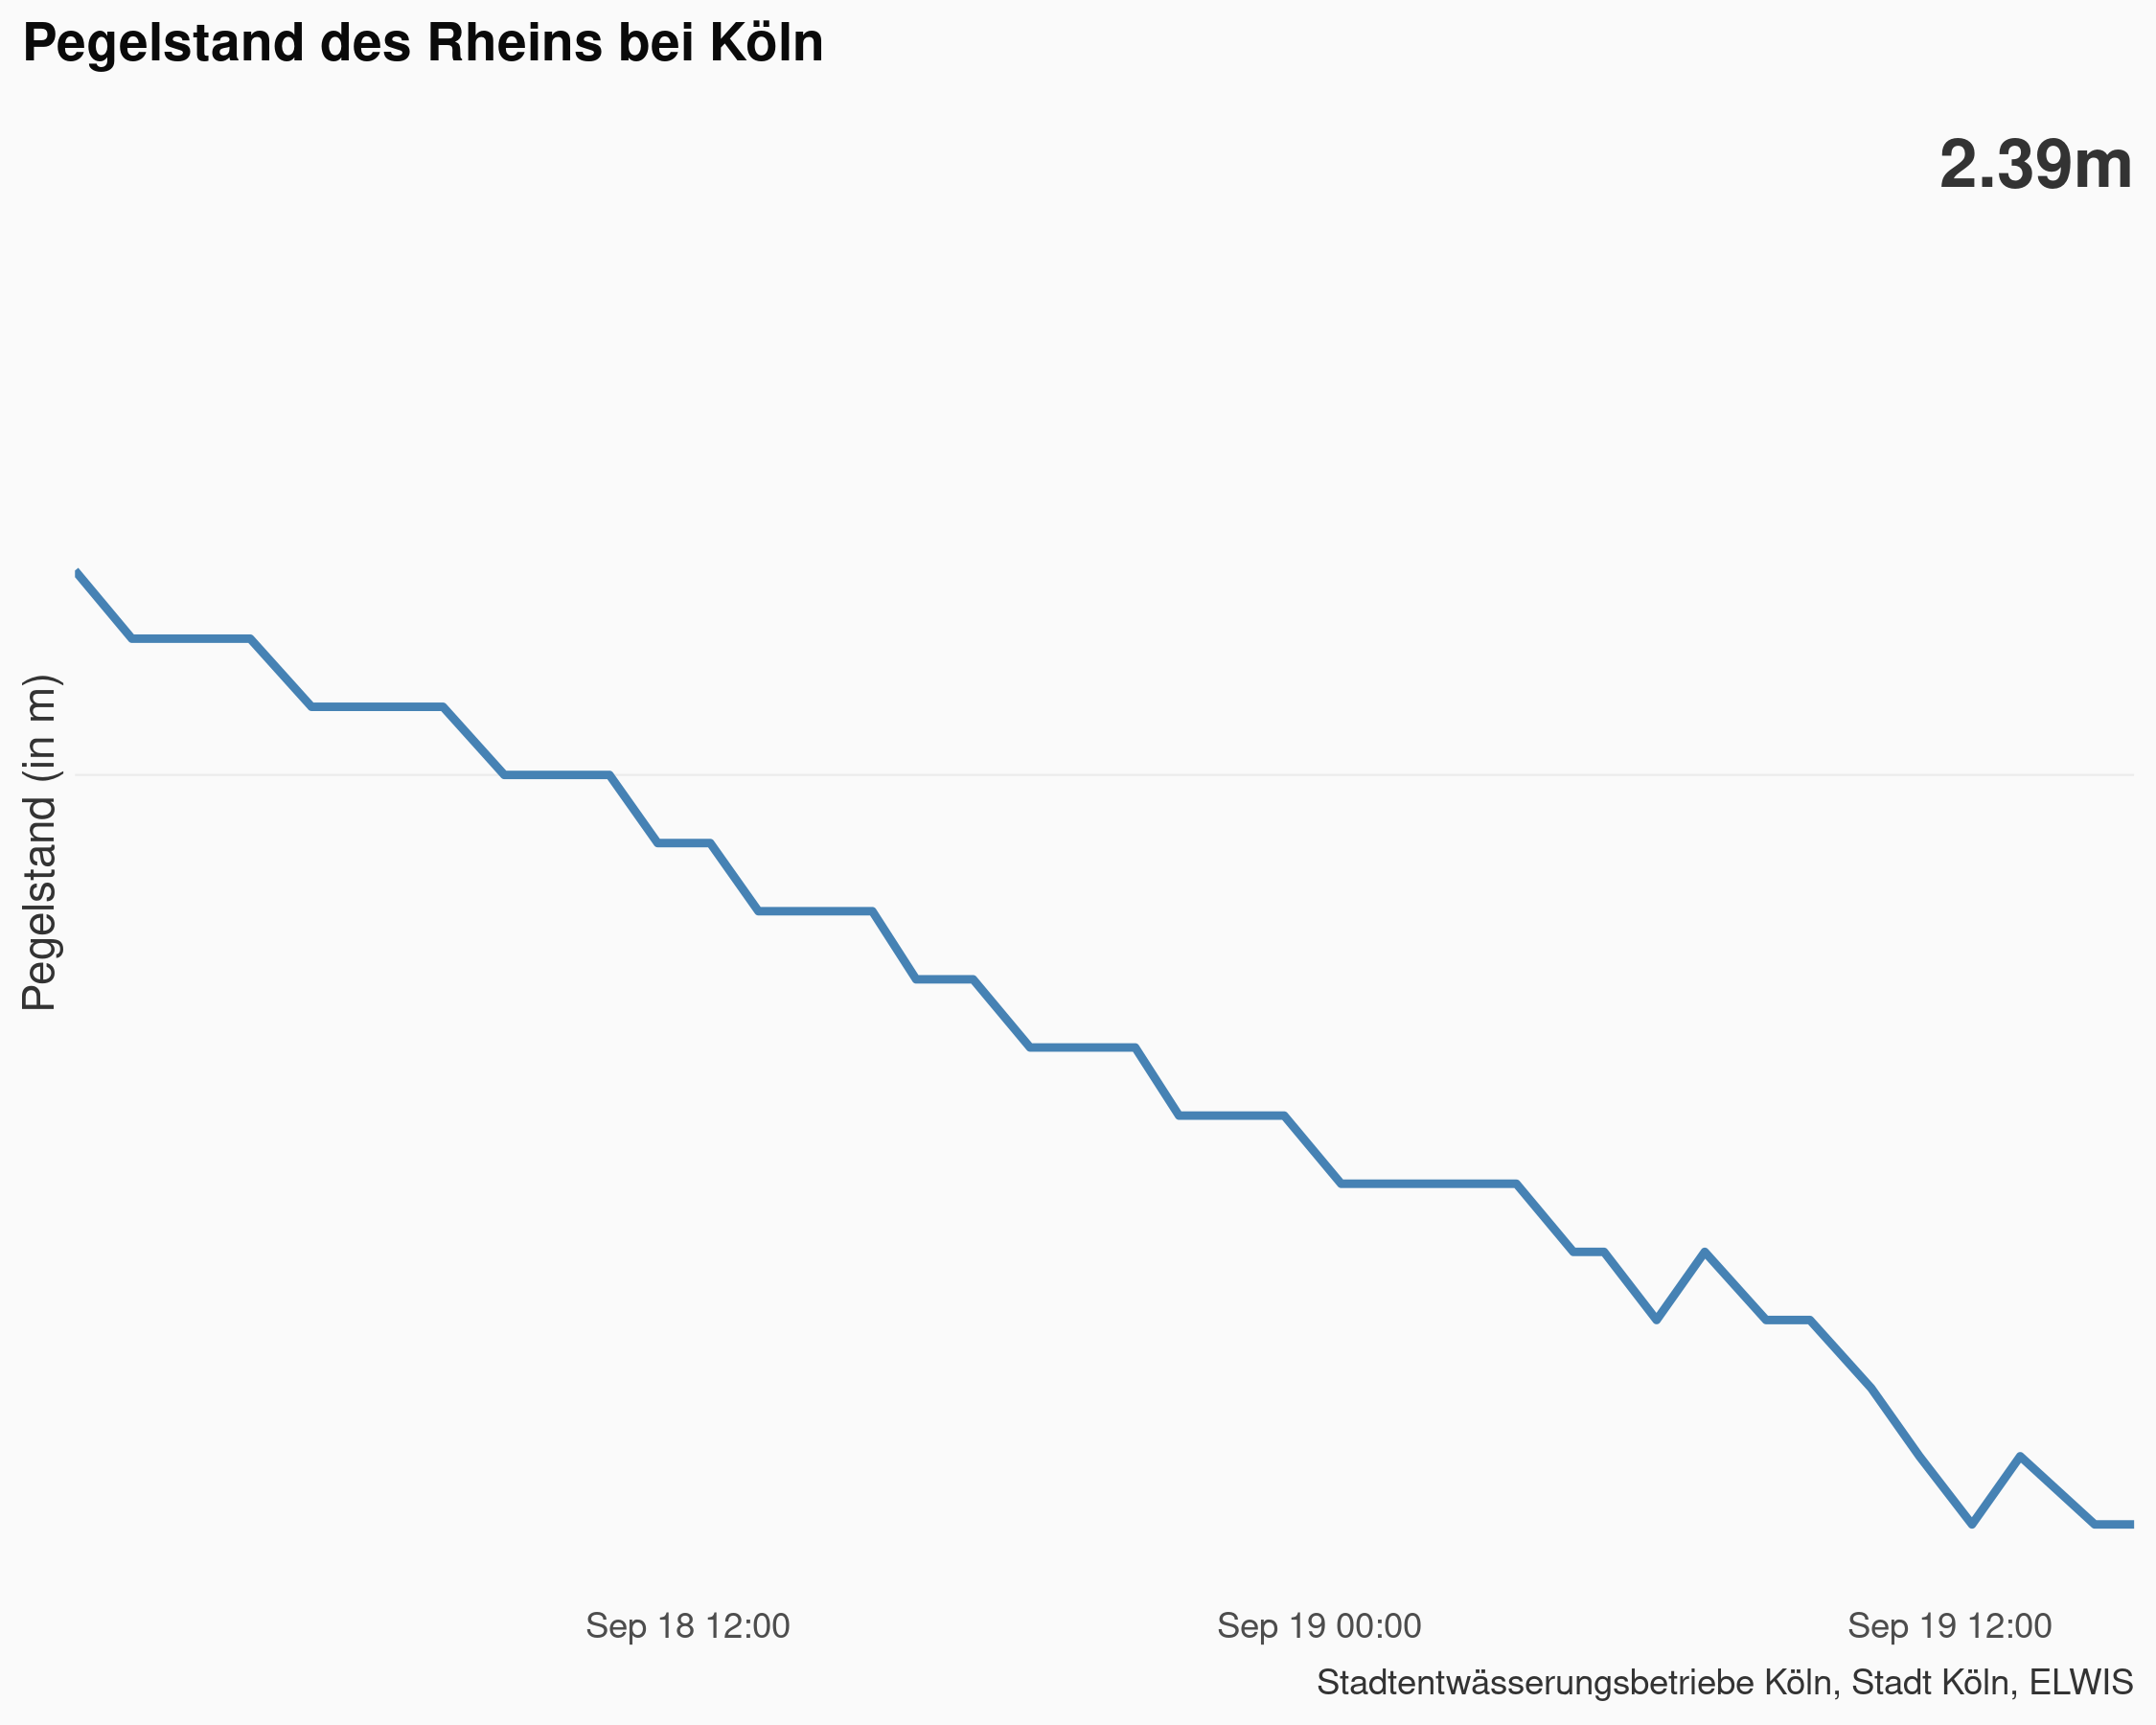 Pegelstand des Rheins bei Köln
2.39m
Pegelstand (in m)
Sep 18 12:00
Sep 19 00:00
Sep 19 12:00
Stadtentwässerungsbetriebe Köln, Stadt Köln, ELWIS